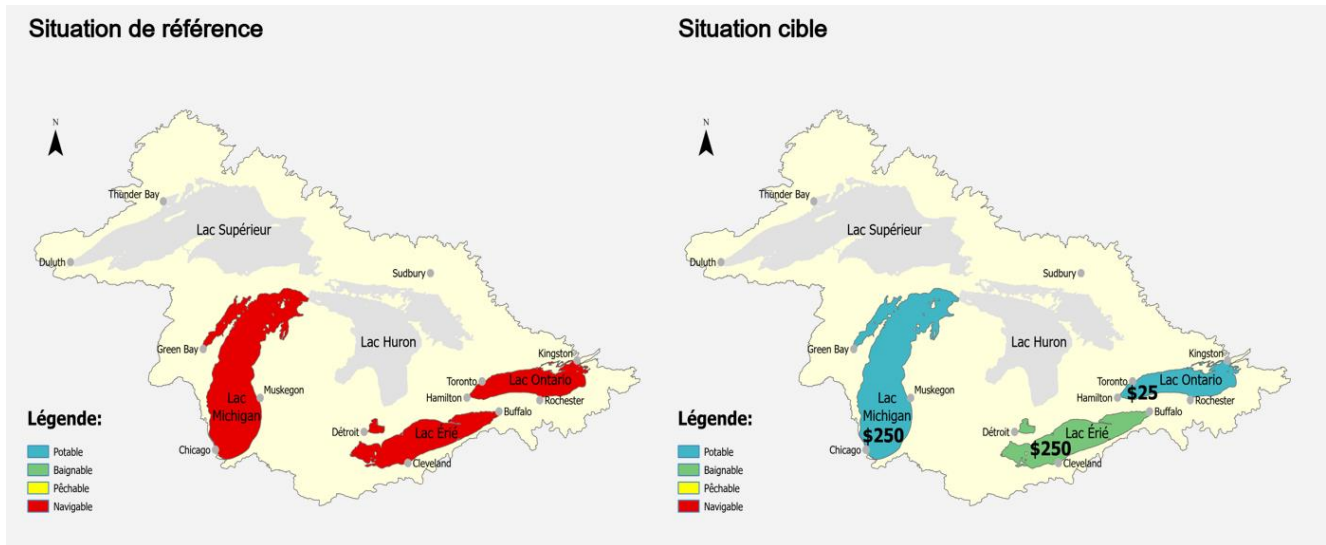 Situation de référence
N
Thunder Bay
Lac Supérieur
Duluth
Sudbury
Green Bay
Lac Huron
Kingston
Toronto
Lac Ontario
Hamilton
Rochester
Lac
Michigan
Muskegon
Buffalo
Détroit
Lac Érié
Chicago
Cleveland
Légende:
Potable
Baignable
Pêchable
Navigable
Situation cible
N
Thunder Bay
Lac Supérieur
Duluth
Sudbury
Green Bay
Lac Huron
Kingston
Toronto
Lac Ontario
$25
Hamilton
Rochester
Lac
Michigan
$250
Muskegon
Buffalo
Détroit
Lac Érié
$250
Chicago
Cleveland
Légende:
Potable
Baignable
Pêchable
Navigable